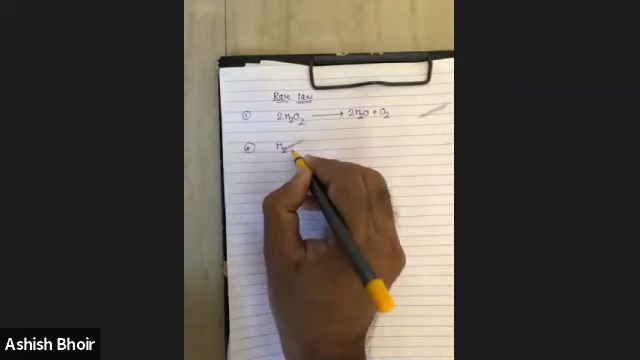 Rate law
① 2H₂O₂ ⟶ 2H₂O + O₂
② H₂
Ashish Bhoir